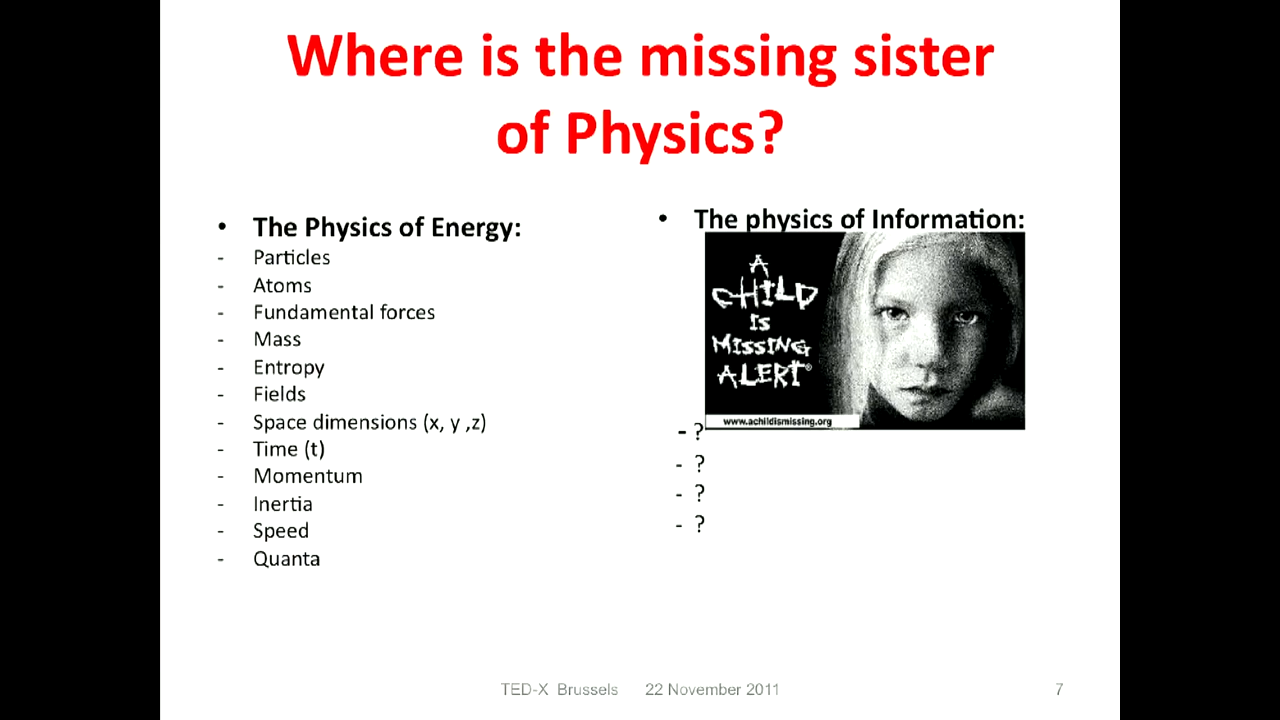 Where is the missing sister
of Physics?
• The Physics of Energy:
- Particles
- Atoms
- Fundamental forces
- Mass
- Entropy
- Fields
- Space dimensions (x, y ,z)
- Time (t)
- Momentum
- Inertia
- Speed
- Quanta
• The physics of Information:
A
CHILD
IS
MISSING
ALERT®
www.achildismissing.org
- ?
- ?
- ?
- ?
TED-X Brussels 22 November 2011
7